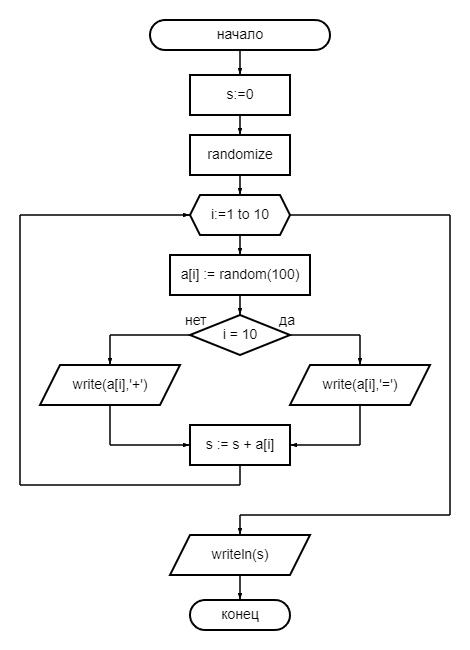 начало
s:=0
randomize
i:=1 to 10
a[i] := random(100)
нет
да
i = 10
write(a[i],'+')
write(a[i],'=')
s := s + a[i]
writeln(s)
конец